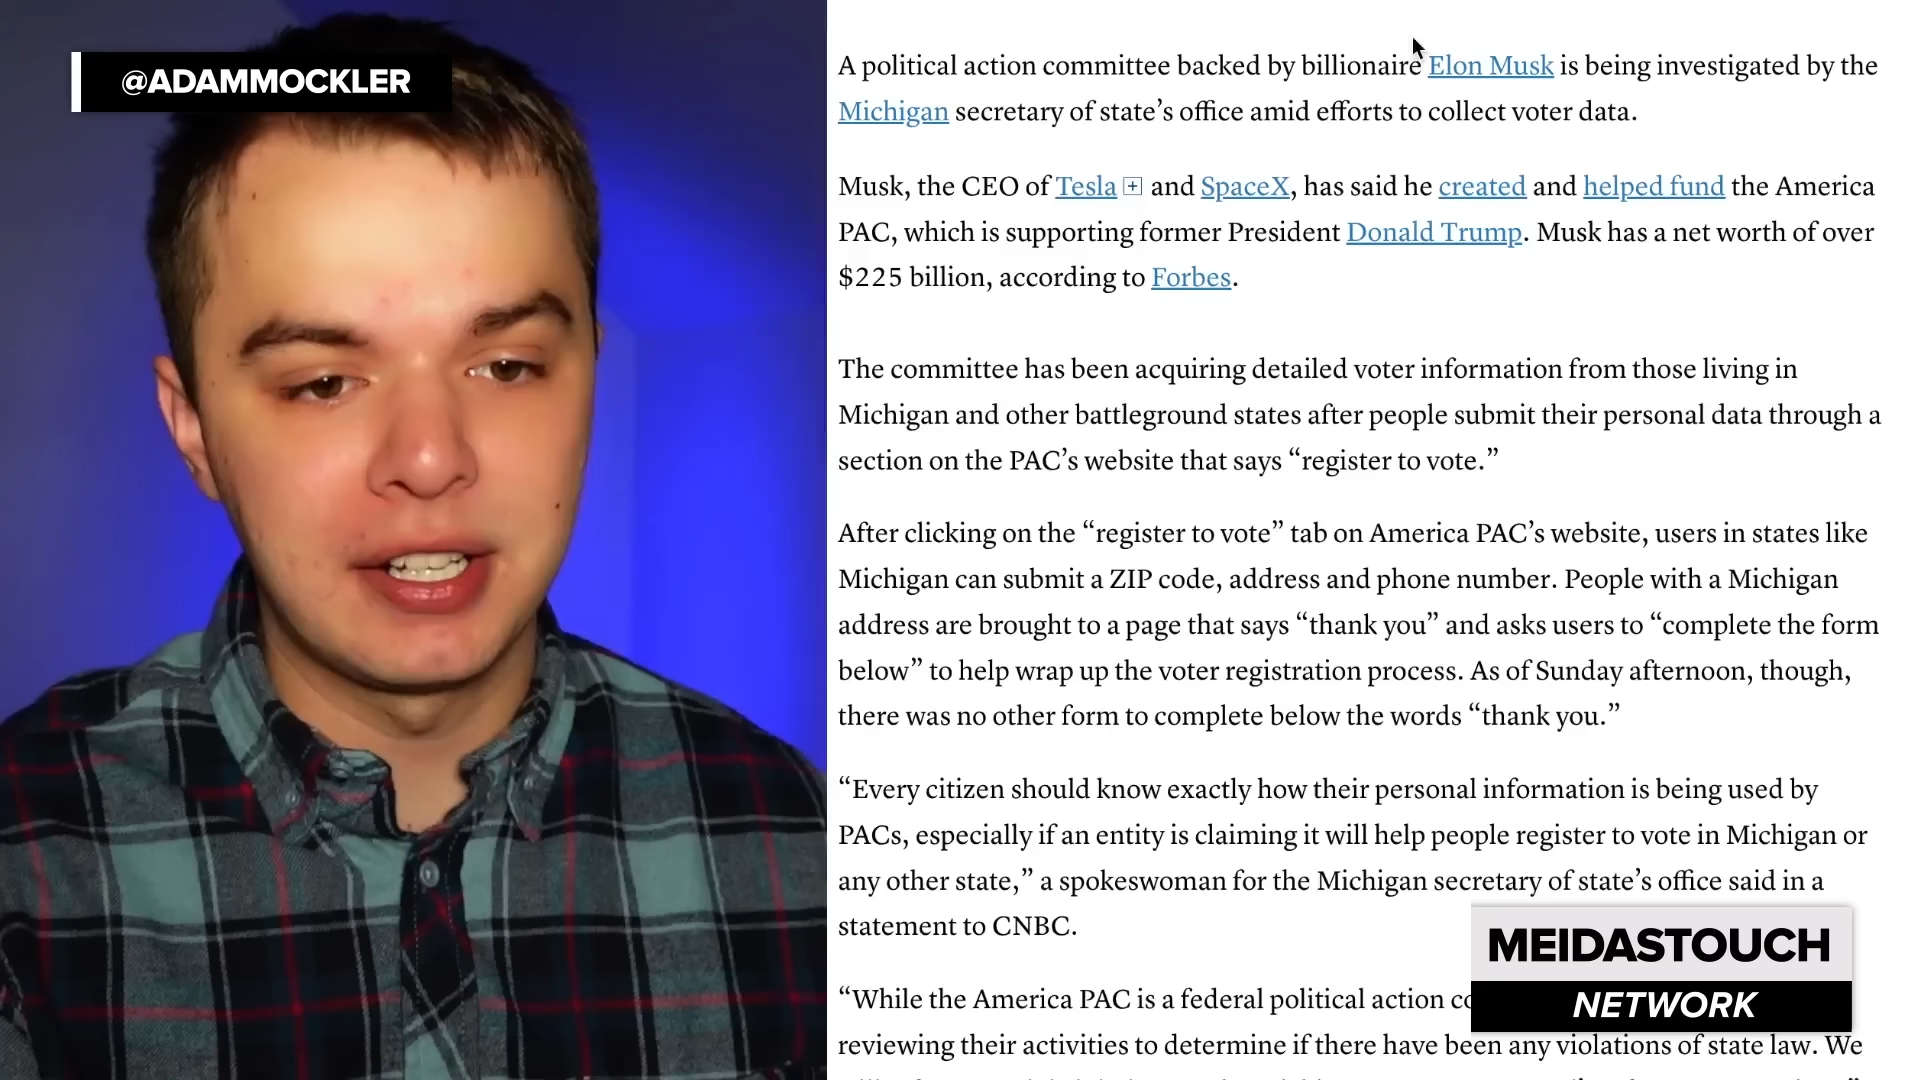 @ADAMMOCKLER
A political action committee backed by billionaire Elon Musk is being investigated by the
Michigan secretary of state’s office amid efforts to collect voter data.
Musk, the CEO of Tesla and SpaceX, has said he created and helped fund the America
PAC, which is supporting former President Donald Trump. Musk has a net worth of over
$225 billion, according to Forbes.
The committee has been acquiring detailed voter information from those living in
Michigan and other battleground states after people submit their personal data through a
section on the PAC’s website that says “register to vote.”
After clicking on the “register to vote” tab on America PAC’s website, users in states like
Michigan can submit a ZIP code, address and phone number. People with a Michigan
address are brought to a page that says “thank you” and asks users to “complete the form
below” to help wrap up the voter registration process. As of Sunday afternoon, though,
there was no other form to complete below the words “thank you.”
“Every citizen should know exactly how their personal information is being used by
PACs, especially if an entity is claiming it will help people register to vote in Michigan or
any other state,” a spokeswoman for the Michigan secretary of state’s office said in a
statement to CNBC.
“While the America PAC is a federal political action
reviewing their activities to determine if there have been any violations of state law. We
MEIDASTOUCH
NETWORK